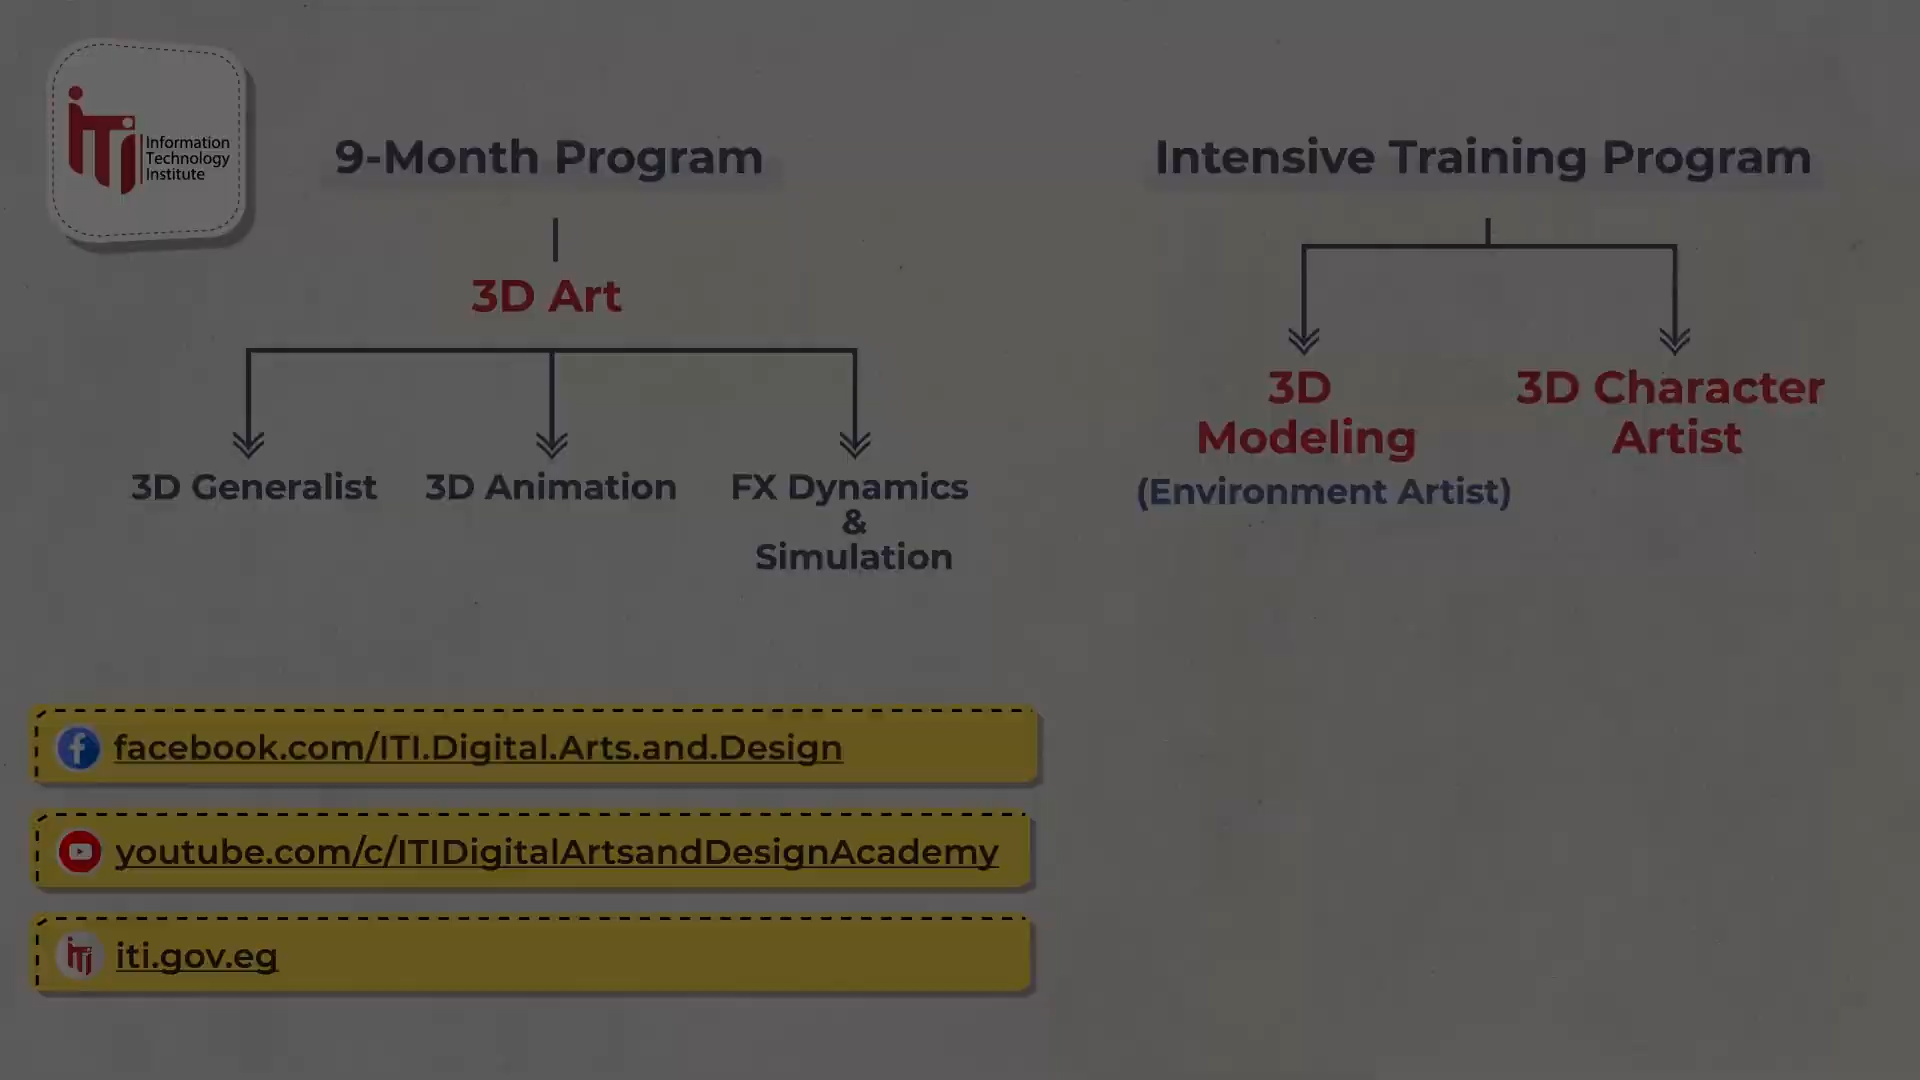 iTi
Information
Technology
Institute
9-Month Program
3D Art
3D Generalist
3D Animation
FX Dynamics
&
Simulation
Intensive Training Program
3D
Modeling
(Environment Artist)
3D Character
Artist
facebook.com/ITI.Digital.Arts.and.Design
youtube.com/c/ITIDigitalArtsandDesignAcademy
iTi
iti.gov.eg